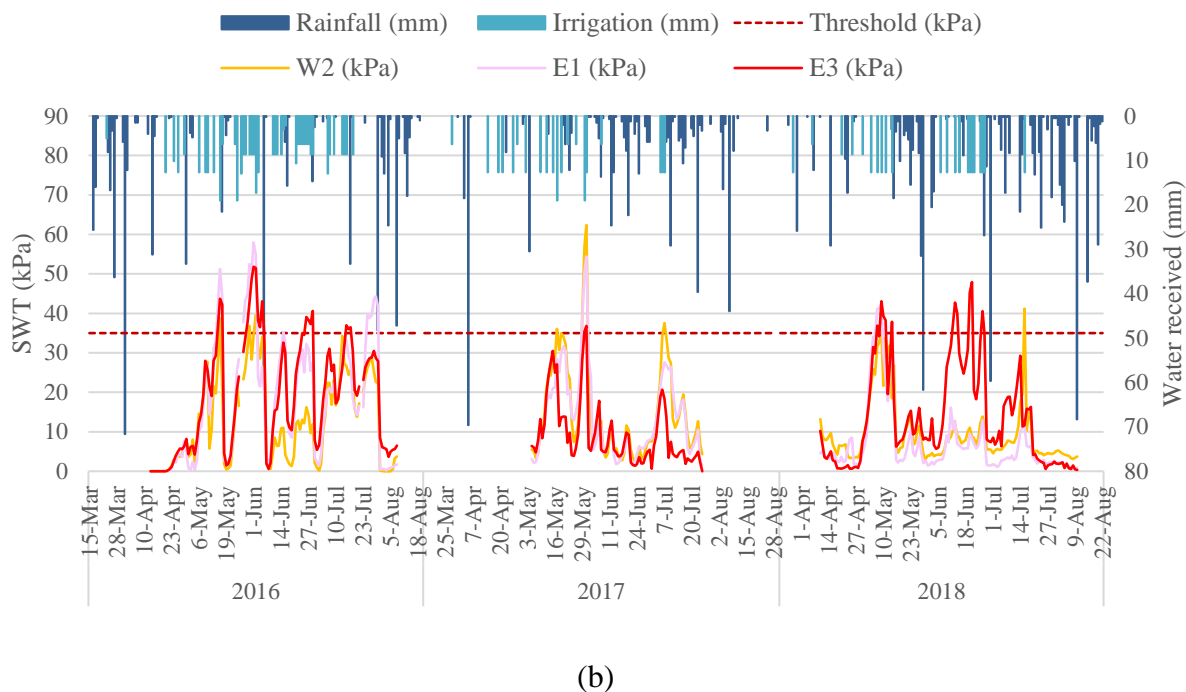 Rainfall (mm) Irrigation (mm) Threshold (kPa)
W2 (kPa) E1 (kPa) E3 (kPa)
SWT (kPa)
90
80
70
60
50
40
30
20
10
0
Water received (mm)
0
10
20
30
40
50
60
70
80
15-Mar
28-Mar
10-Apr
23-Apr
6-May
19-May
1-Jun
14-Jun
27-Jun
10-Jul
23-Jul
5-Aug
18-Aug
25-Mar
7-Apr
20-Apr
3-May
16-May
29-May
11-Jun
24-Jun
7-Jul
20-Jul
2-Aug
15-Aug
28-Aug
1-Apr
14-Apr
27-Apr
10-May
23-May
5-Jun
18-Jun
1-Jul
14-Jul
27-Jul
9-Aug
22-Aug
2016 2017 2018
(b)